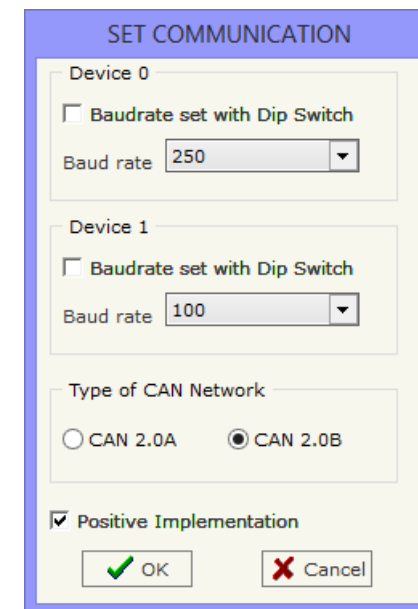 SET COMMUNICATION
Device 0
Baudrate set with Dip Switch
Baud rate 250
Device 1
Baudrate set with Dip Switch
Baud rate 100
Type of CAN Network
CAN 2.0A CAN 2.0B
Positive Implementation
OK Cancel